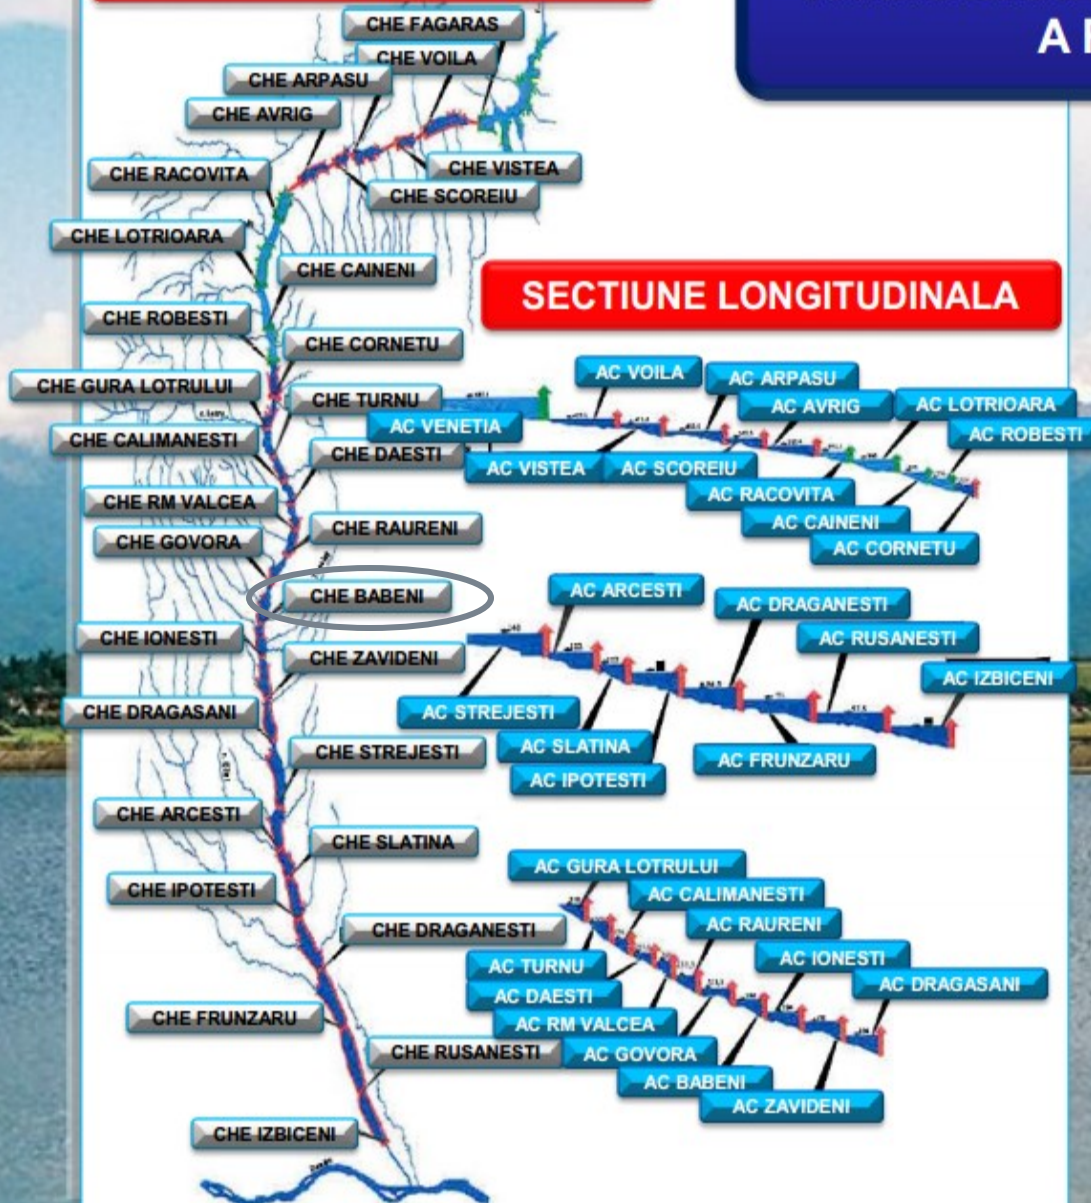 A
CHE FAGARAS
CHE VOILA
CHE ARPASU
CHE AVRIG
CHE VISTEA
CHE RACOVITA
CHE SCOREIU
CHE LOTRIOARA
CHE CAINENI
SECTIUNE LONGITUDINALA
CHE ROBESTI
CHE CORNETU
CHE GURA LOTRULUI
CHE TURNU
CHE CALIMANESTI
CHE DAESTI
CHE RM VALCEA
CHE RAURENI
CHE GOVORA
CHE BABENI
CHE IONESTI
CHE ZAVIDENI
CHE DRAGASANI
CHE STREJESTI
CHE ARCESTI
CHE SLATINA
CHE IPOTESTI
CHE DRAGANESTI
CHE FRUNZARU
CHE RUSANESTI
CHE IZBICENI
AC VOILA
AC ARPASU
AC AVRIG
AC LOTRIOARA
AC VENETIA
AC ROBESTI
AC VISTEA
AC SCOREIU
AC RACOVITA
AC CAINENI
AC CORNETU
AC ARCESTI
AC DRAGANESTI
AC RUSANESTI
AC IZBICENI
AC STREJESTI
AC SLATINA
AC IPOTESTI
AC FRUNZARU
AC GURA LOTRULUI
AC CALIMANESTI
AC RAURENI
AC IONESTI
AC TURNU
AC DRAGASANI
AC DAESTI
AC RM VALCEA
AC GOVORA
AC BABENI
AC ZAVIDENI